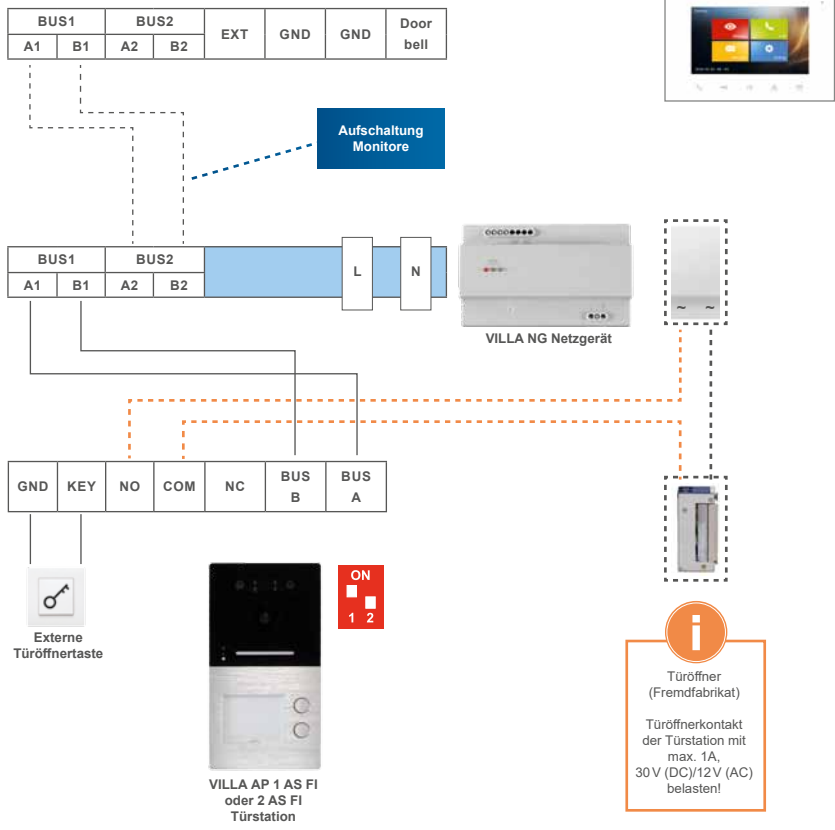 BUS1 BUS2 EXT GND GND Door bell
A1 B1 A2 B2
Aufschaltung
Monitore
BUS1 BUS2 L N
A1 B1 A2 B2
~ ~
VILLA NG Netzgerät
GND KEY NO COM NC BUS B BUS A
ON
1 2
Externe
Türöffnertaste
VILLA AP 1 AS FI
oder 2 AS FI
Türstation
i
Türöffner
(Fremdfabrikat)
Türöffnerkontakt
der Türstation mit
max. 1A,
30 V (DC)/12 V (AC)
belasten!